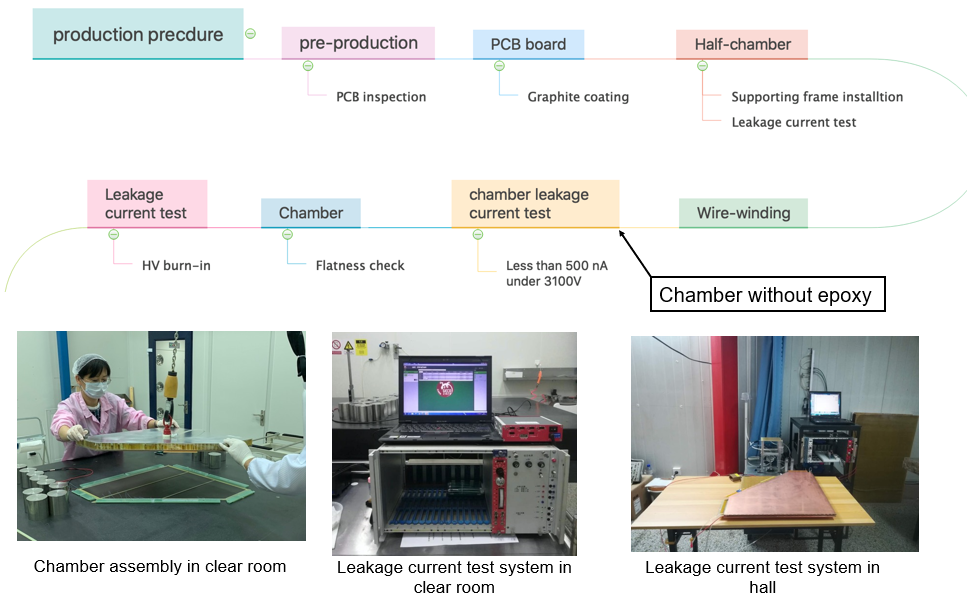 production precdure
pre-production
PCB board
Half-chamber
PCB inspection
Graphite coating
Supporting frame installtion
Leakage current test
Leakage
current test
Chamber
chamber leakage
current test
Wire-winding
HV burn-in
Flatness check
Less than 500 nA
under 3100V
Chamber without epoxy
Chamber assembly in clear room
Leakage current test system in
clear room
Leakage current test system in
hall